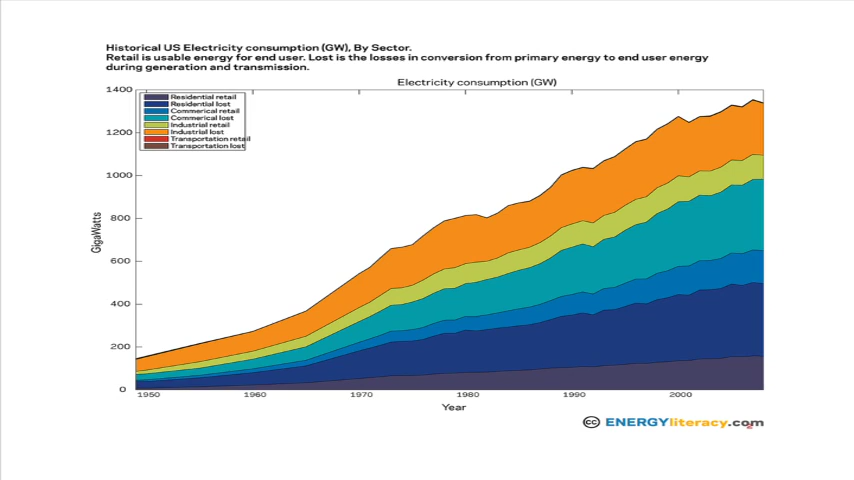 Historical US Electricity consumption (GW), By Sector.
Retail is usable energy for end user. Lost is the losses in conversion from primary energy to end user energy
during generation and transmission.
Electricity consumption (GW)
1400
1200
1000
800
600
400
200
0
GigaWatts
Residential retail
Residential lost
Commerical retail
Commerical lost
Industrial retail
Industrial lost
Transportation retail
Transportation lost
1950 1960 1970 1980 1990 2000
Year
cc ENERGYliteracy.com